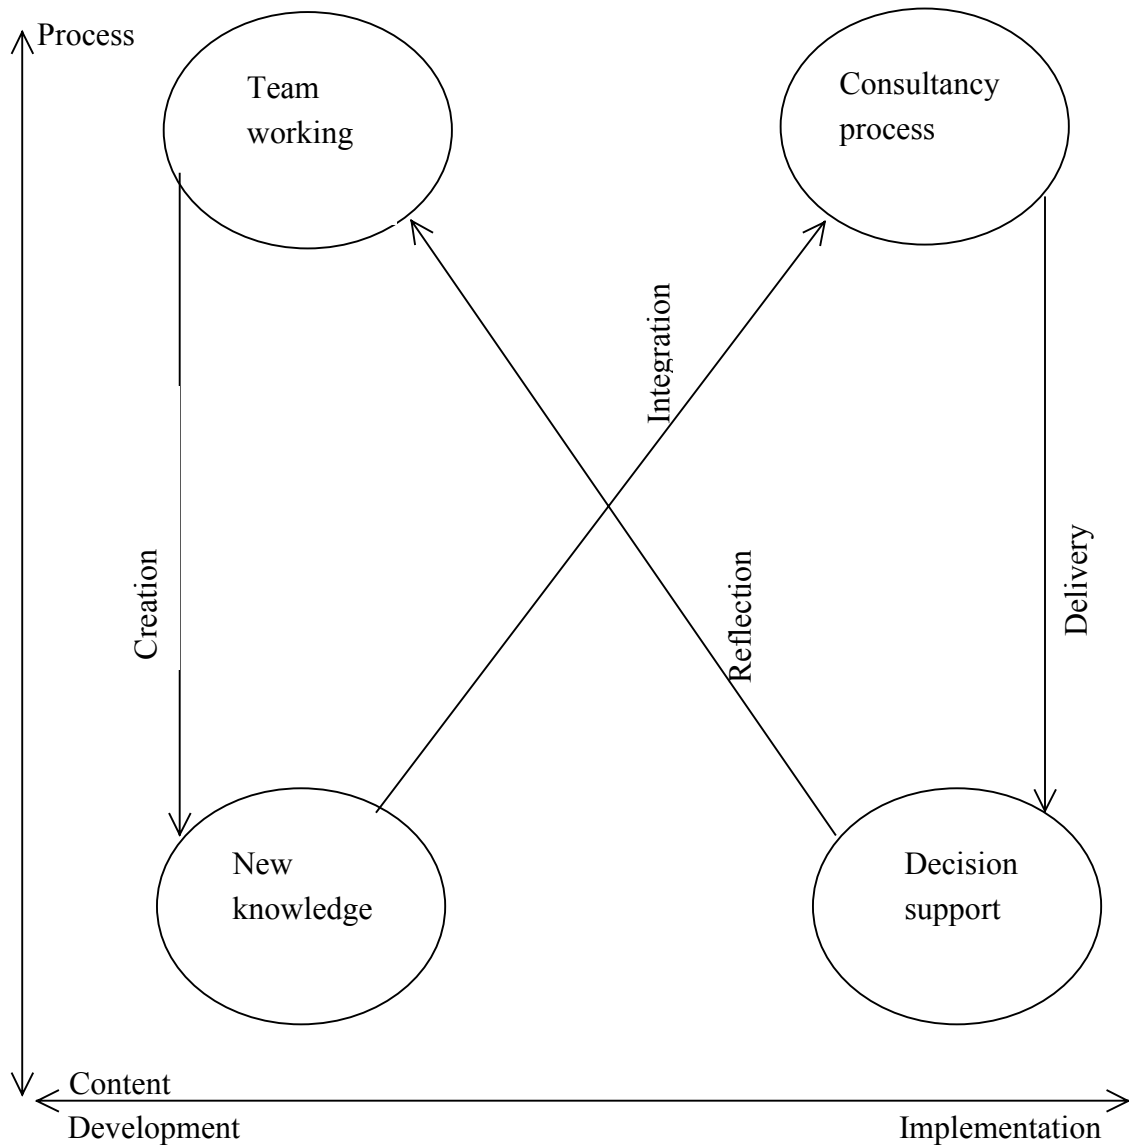 Process
Team
working
Consultancy
process
Integration
Creation
Reflection
Delivery
New
knowledge
Decision
support
Content
Development
Implementation